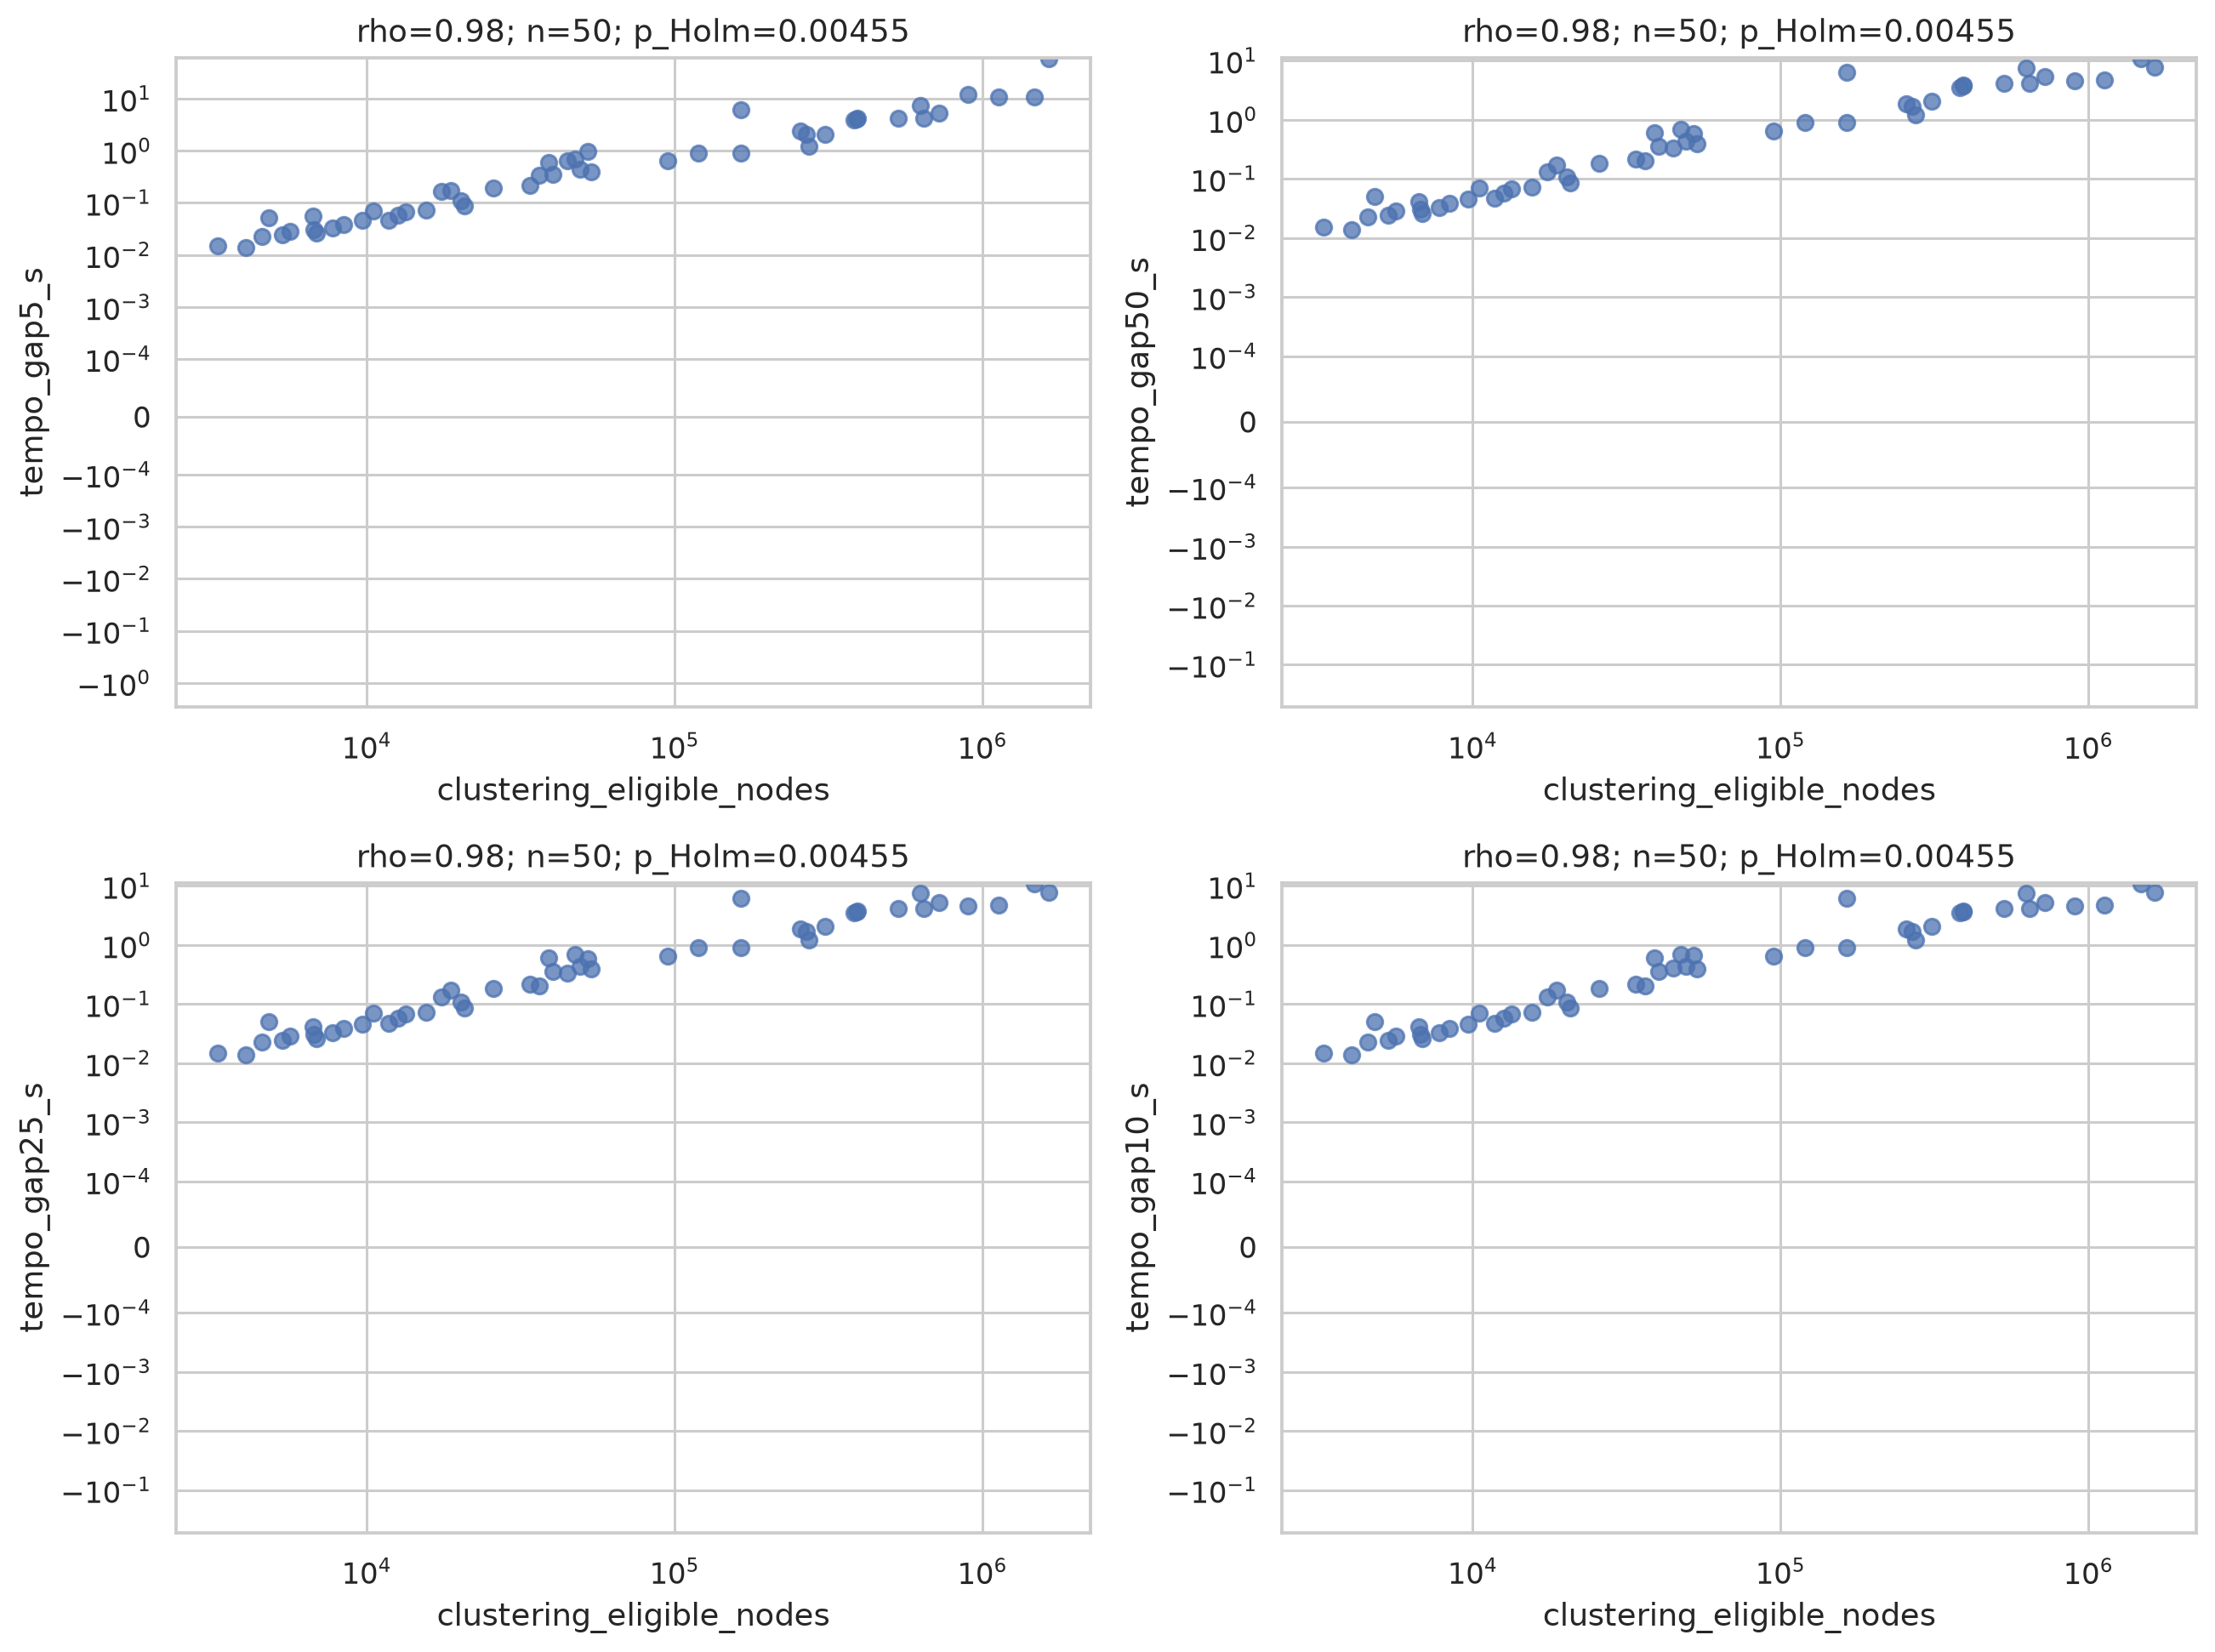 rho=0.98; n=50; p_Holm=0.00455
tempo_gap5_s
10¹
10⁰
10⁻¹
10⁻²
10⁻³
10⁻⁴
0
−10⁻⁴
−10⁻³
−10⁻²
−10⁻¹
−10⁰
10⁴ 10⁵ 10⁶
clustering_eligible_nodes
rho=0.98; n=50; p_Holm=0.00455
tempo_gap50_s
10¹
10⁰
10⁻¹
10⁻²
10⁻³
10⁻⁴
0
−10⁻⁴
−10⁻³
−10⁻²
−10⁻¹
10⁴ 10⁵ 10⁶
clustering_eligible_nodes
rho=0.98; n=50; p_Holm=0.00455
tempo_gap25_s
10¹
10⁰
10⁻¹
10⁻²
10⁻³
10⁻⁴
0
−10⁻⁴
−10⁻³
−10⁻²
−10⁻¹
10⁴ 10⁵ 10⁶
clustering_eligible_nodes
rho=0.98; n=50; p_Holm=0.00455
tempo_gap10_s
10¹
10⁰
10⁻¹
10⁻²
10⁻³
10⁻⁴
0
−10⁻⁴
−10⁻³
−10⁻²
−10⁻¹
10⁴ 10⁵ 10⁶
clustering_eligible_nodes